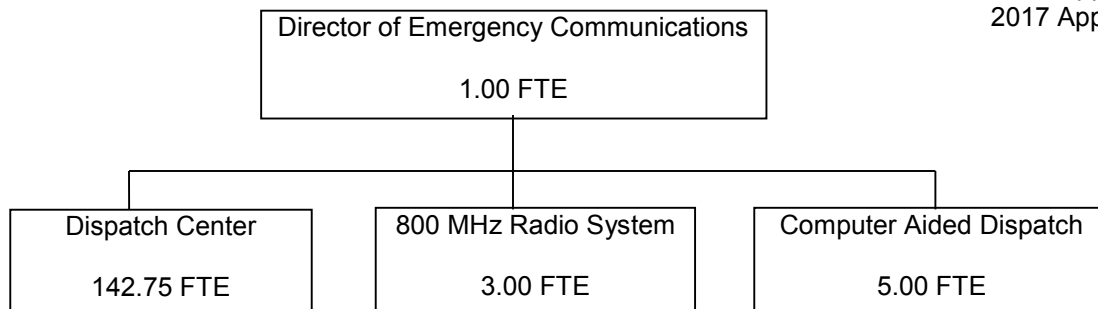 2017 App
Director of Emergency Communications
1.00 FTE
Dispatch Center
142.75 FTE
800 MHz Radio System
3.00 FTE
Computer Aided Dispatch
5.00 FTE